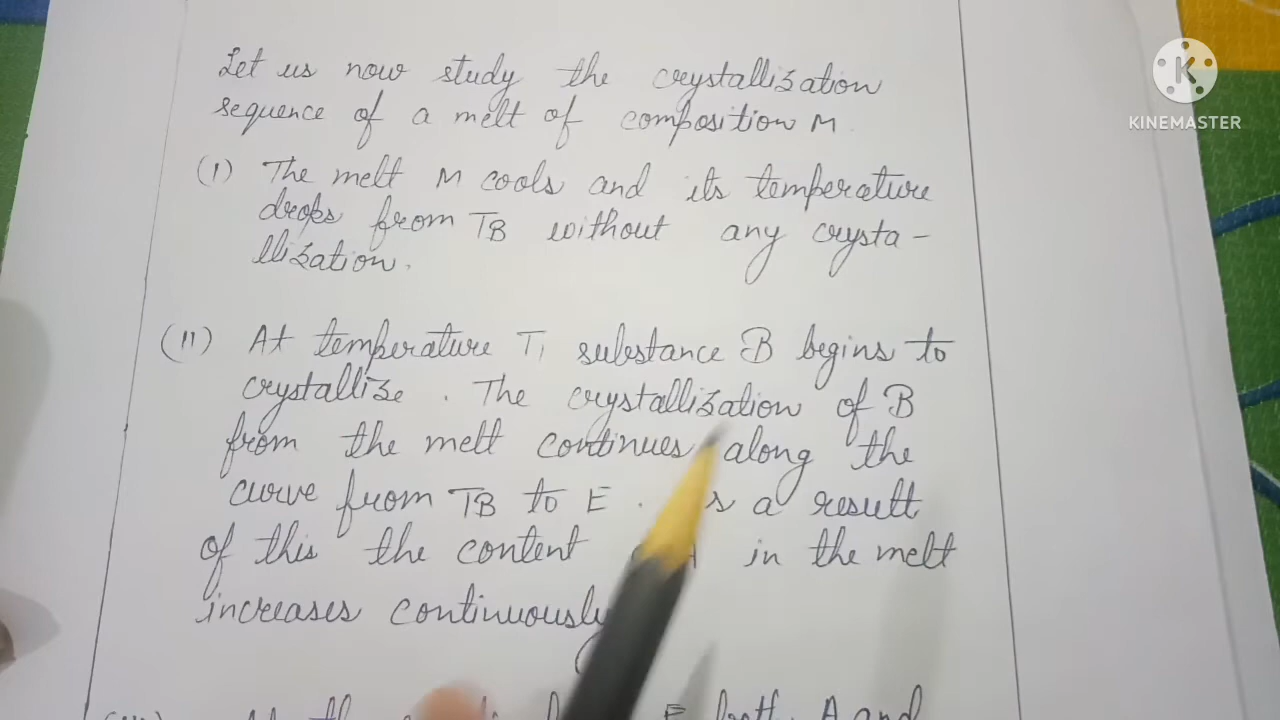 Let us now study the crystallization
sequence of a melt of composition M
(I) The melt M cools and its temperature
drops from TB without any crysta -
llization.
(II) At temperature T1 substance B begins to
crystallize . The crystallization of B
from the melt continues along the
curve from TB to E . s a result
of this the content A in the melt
increases continuously
E both A and
K
KINEMASTER